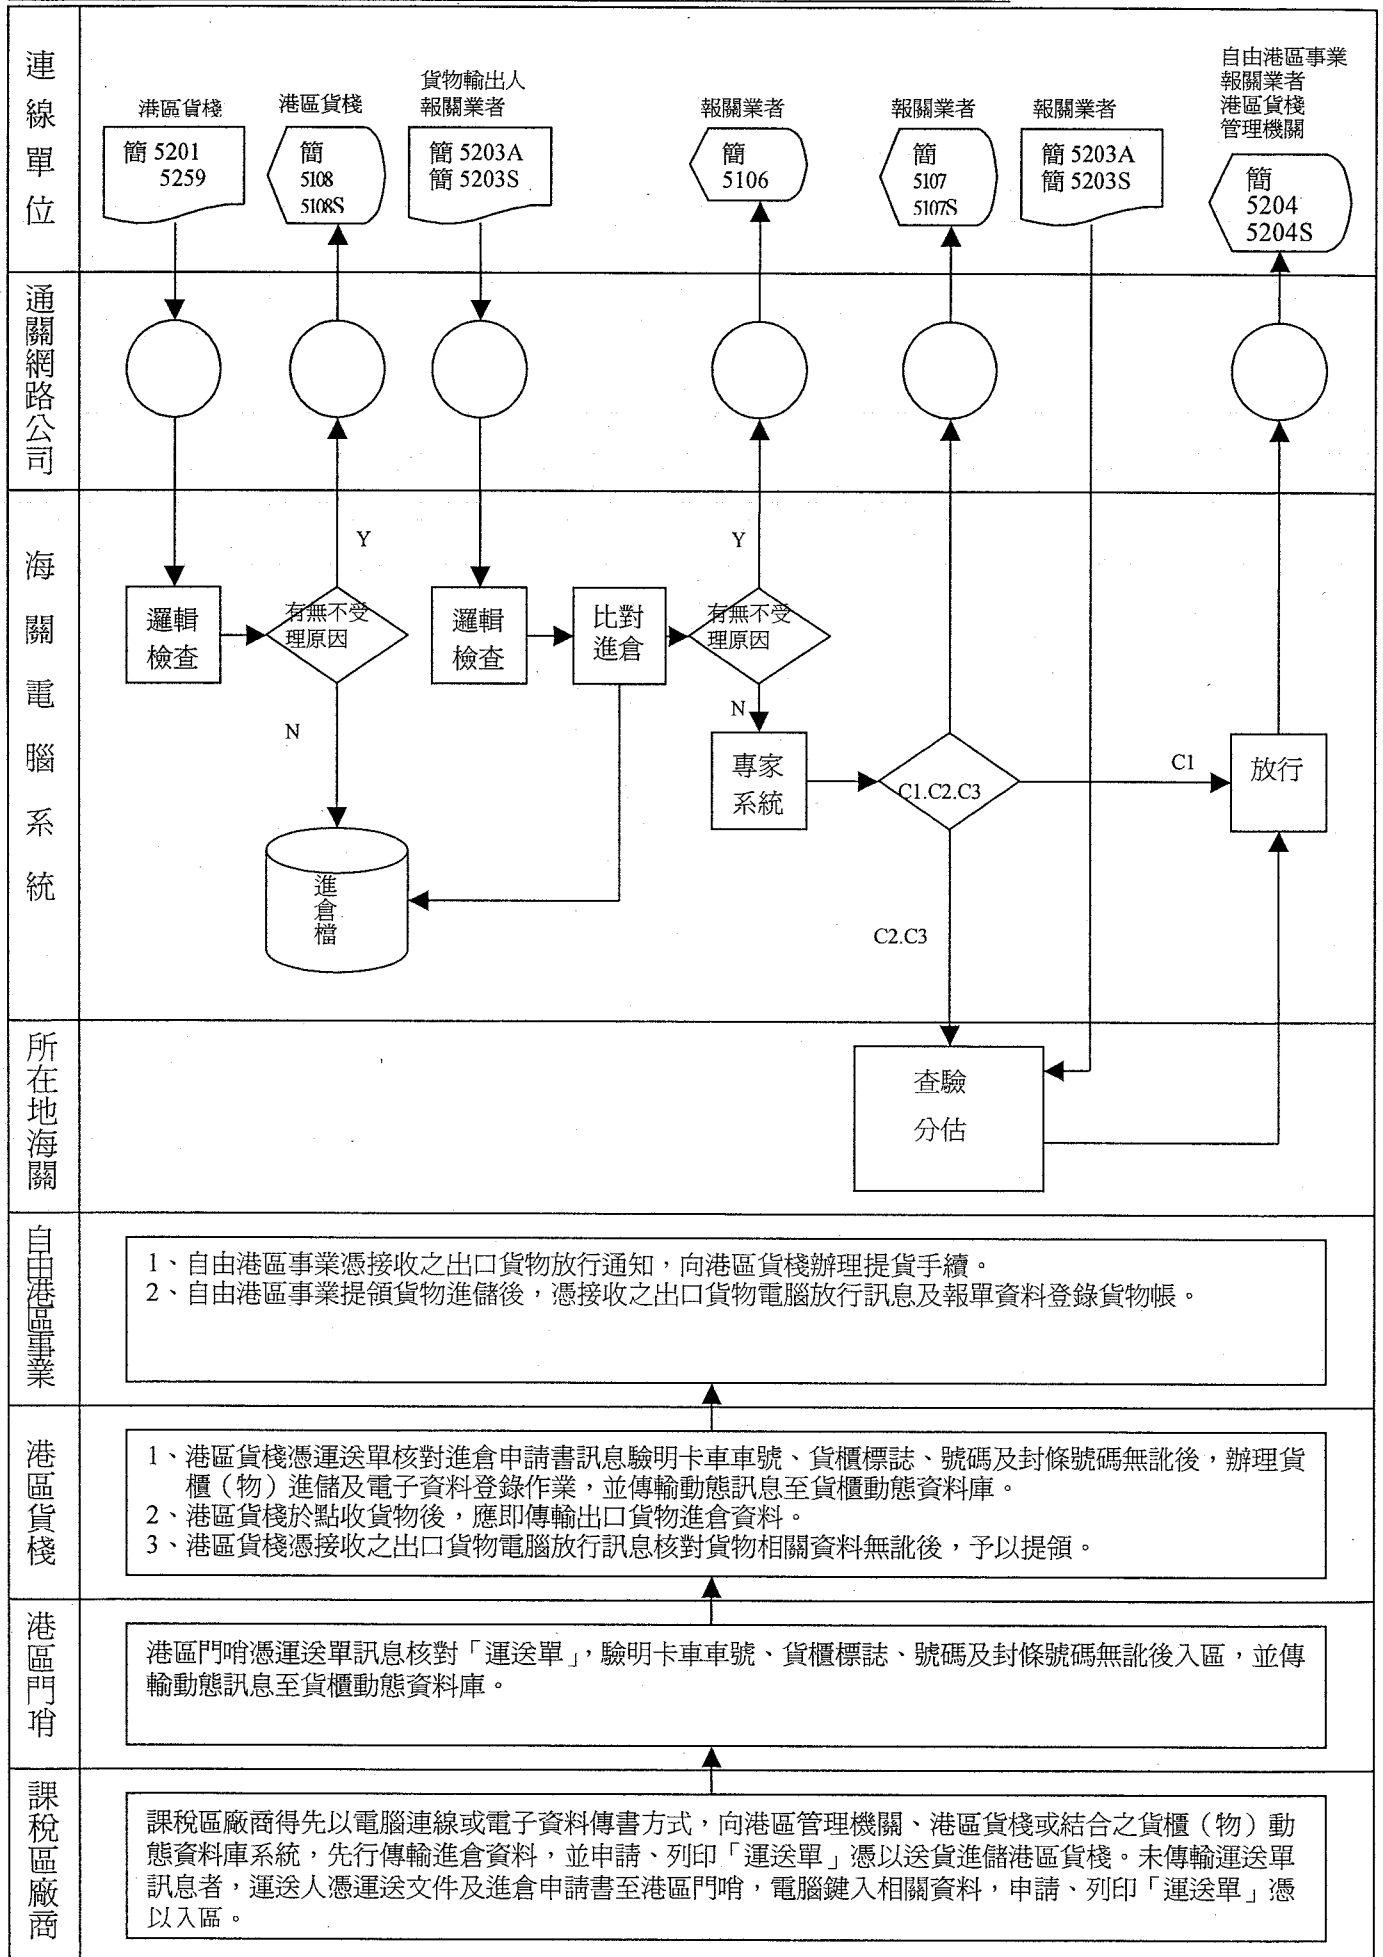 連線單位
港區貨棧
簡 5201
5259
港區貨棧
簡
5108
5108S
貨物輸出人
報關業者
簡 5203A
簡 5203S
報關業者
簡
5106
報關業者
簡
5107
5107S
報關業者
簡 5203A
簡 5203S
自由港區事業
報關業者
港區貨棧
管理機關
簡
5204
5204S
通關網路公司
海關電腦系統
邏輯
檢查
有無不受
理原因
Y
N
進倉檔
邏輯
檢查
比對
進倉
有無不受
理原因
Y
N
專家
系統
C1.C2.C3
C1
放行
C2.C3
所在地海關
查驗
分估
自由港區事業
1、自由港區事業憑接收之出口貨物放行通知，向港區貨棧辦理提貨手續。
2、自由港區事業提領貨物進儲後，憑接收之出口貨物電腦放行訊息及報單資料登錄貨物帳。
港區貨棧
1、港區貨棧憑運送單核對進倉申請書訊息驗明卡車車號、貨櫃標誌、號碼及封條號碼無訛後，辦理貨
櫃（物）進儲及電子資料登錄作業，並傳輸動態訊息至貨櫃動態資料庫。
2、港區貨棧於點收貨物後，應即傳輸出口貨物進倉資料。
3、港區貨棧憑接收之出口貨物電腦放行訊息核對貨物相關資料無訛後，予以提領。
港區門哨
港區門哨憑運送單訊息核對「運送單」，驗明卡車車號、貨櫃標誌、號碼及封條號碼無訛後入區，並傳
輸動態訊息至貨櫃動態資料庫。
課稅區廠商
課稅區廠商得先以電腦連線或電子資料傳書方式，向港區管理機關、港區貨棧或結合之貨櫃（物）動
態資料庫系統，先行傳輸進倉資料，並申請、列印「運送單」憑以送貨進儲港區貨棧。未傳輸運送單
訊息者，運送人憑運送文件及進倉申請書至港區門哨，電腦鍵入相關資料，申請、列印「運送單」憑
以入區。